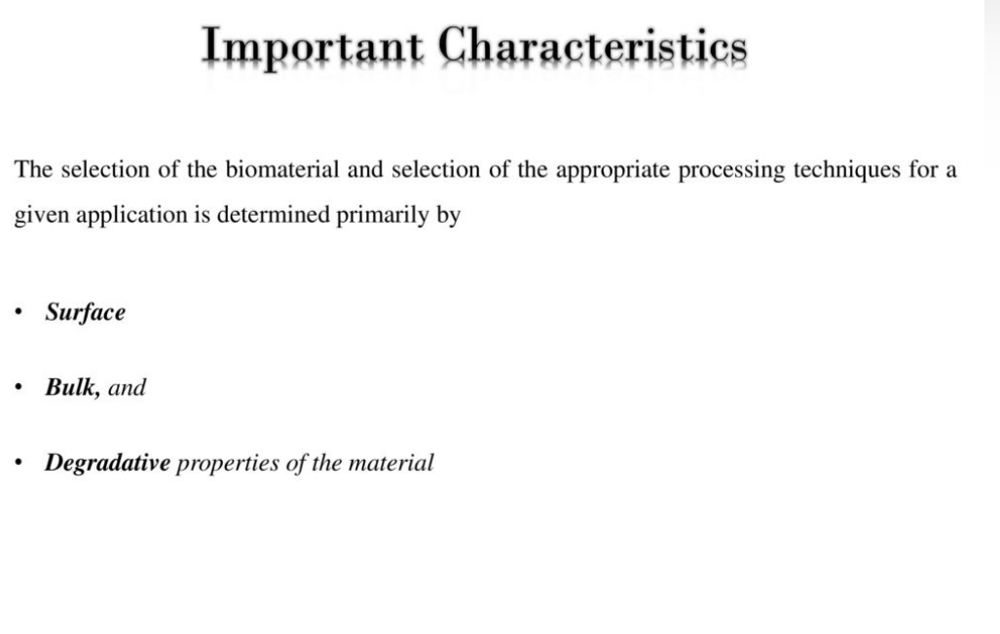 Important Characteristics
The selection of the biomaterial and selection of the appropriate processing techniques for a
given application is determined primarily by
• Surface
• Bulk, and
• Degradative properties of the material